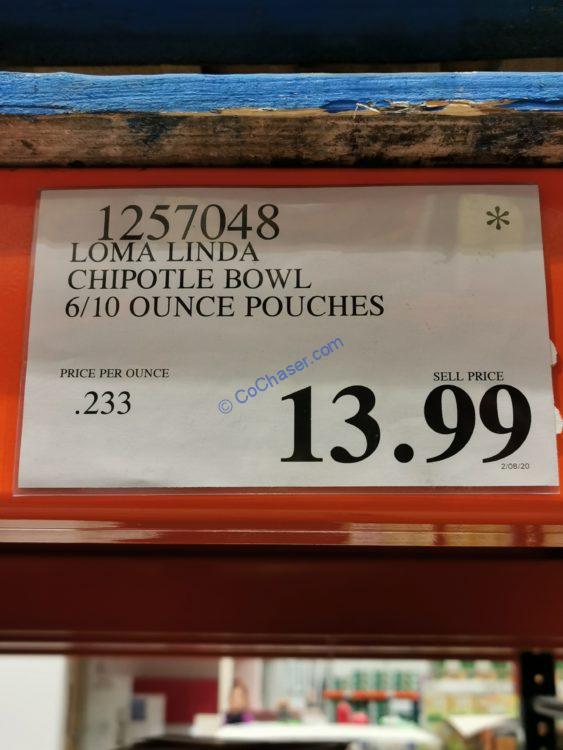 1257048 *
LOMA LINDA
CHIPOTLE BOWL
6/10 OUNCE POUCHES
PRICE PER OUNCE
.233
© CoChaser.com
SELL PRICE
13.99
2/08/20